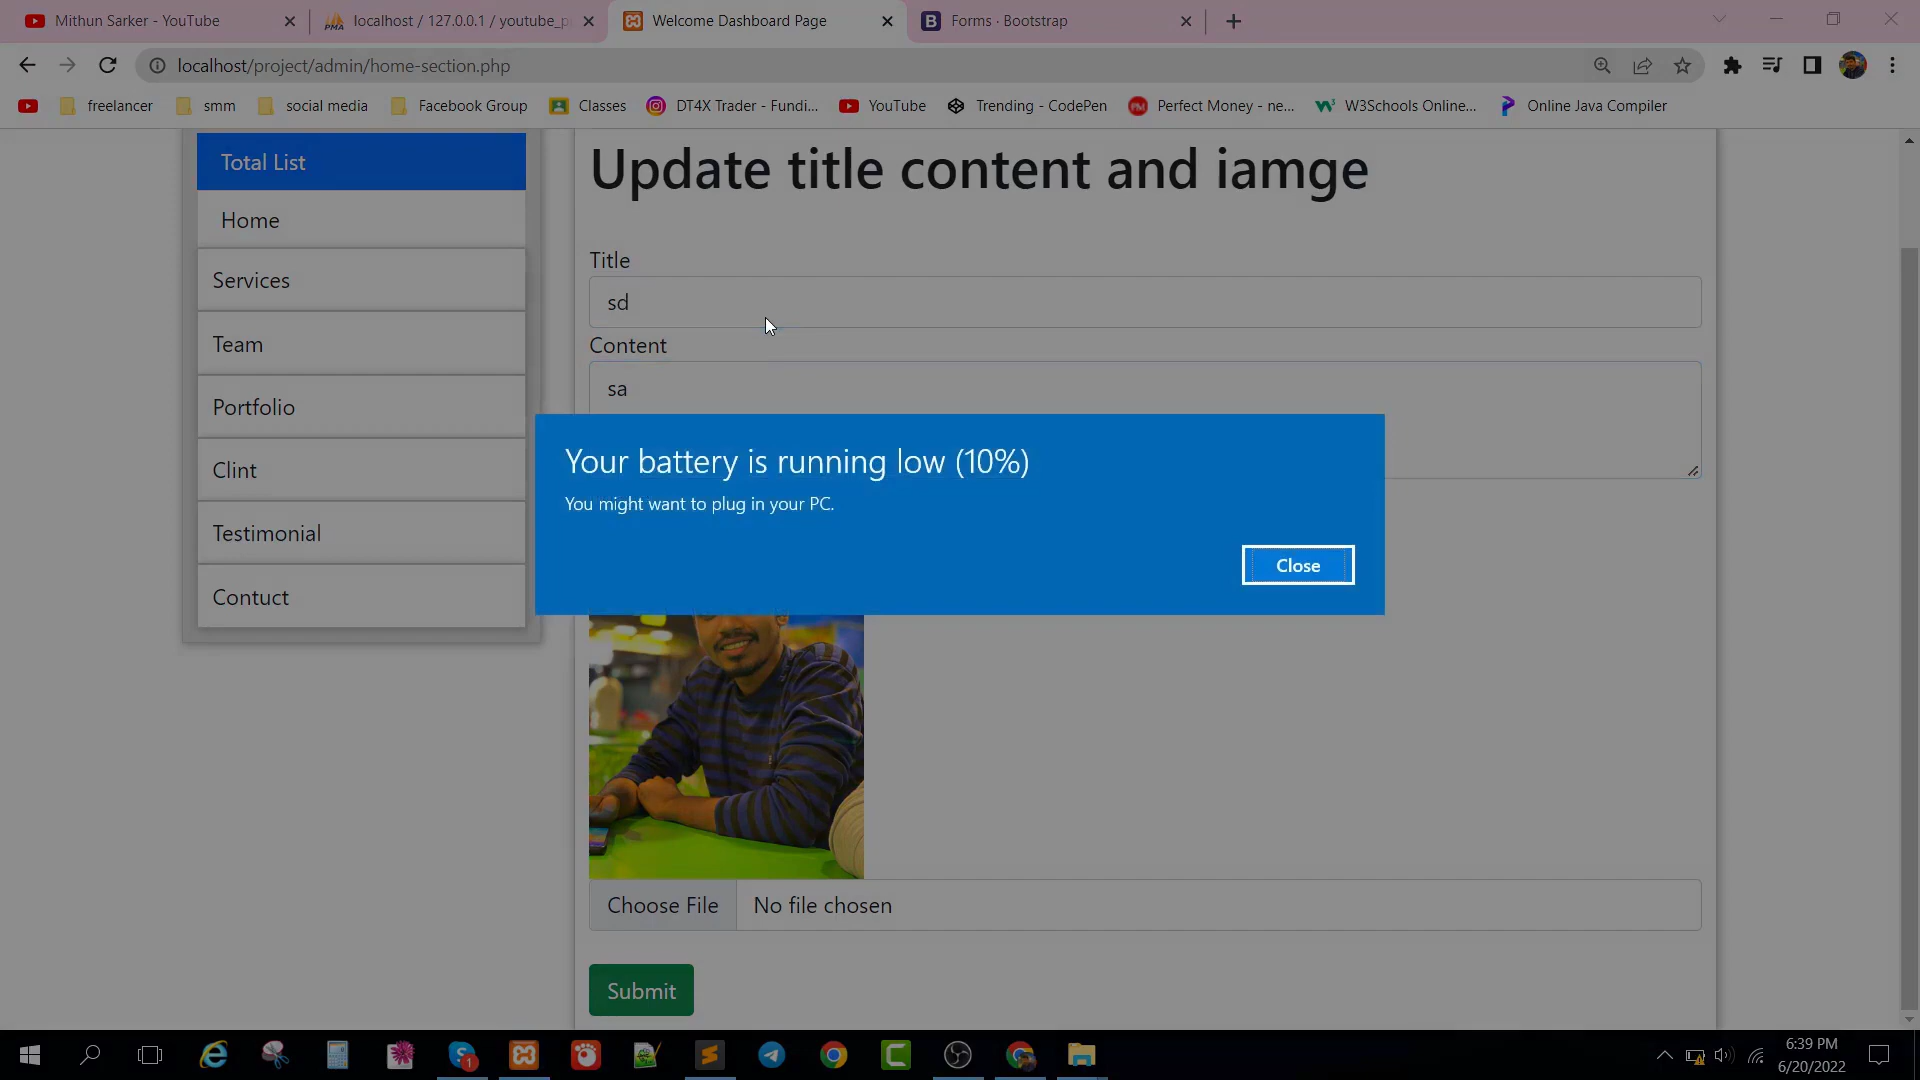 Mithun Sarker - YouTube
localhost / 127.0.0.1 / youtube_p
Welcome Dashboard Page
Forms · Bootstrap
localhost/project/admin/home-section.php
freelancer
smm
social media
Facebook Group
Classes
DT4X Trader - Fundi...
YouTube
Trending - CodePen
Perfect Money - ne...
W3Schools Online...
Online Java Compiler
Total List
Home
Services
Team
Portfolio
Clint
Testimonial
Contuct
Update title content and iamge
Title
sd
Content
sa
Your battery is running low (10%)
You might want to plug in your PC.
Close
Choose File
No file chosen
Submit
6:39 PM
6/20/2022